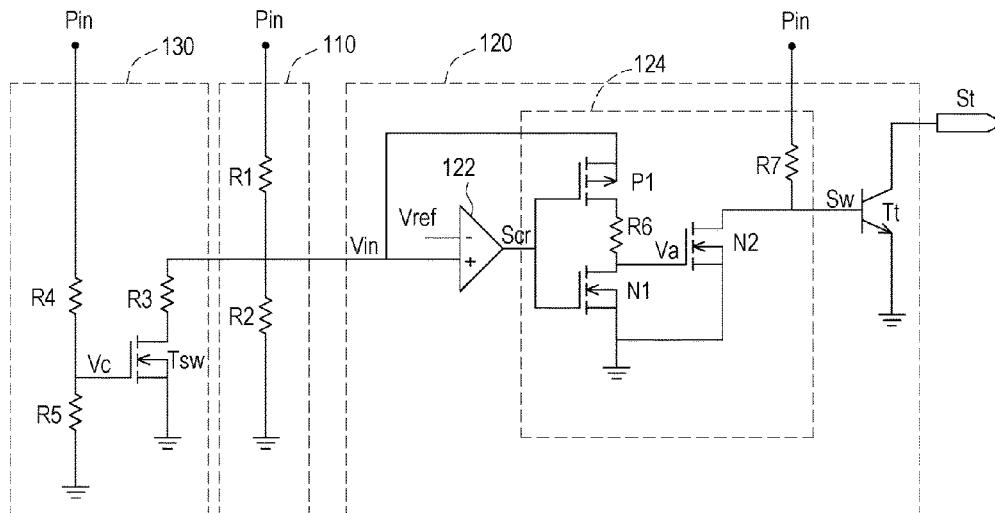 Pin
130
Pin
110
120
Pin
124
St
R1
122
P1
R7
Vref
-
+
Scr
R6
Sw
Tt
Vin
Va
N2
R4
R3
R2
N1
Vc
Tsw
R5